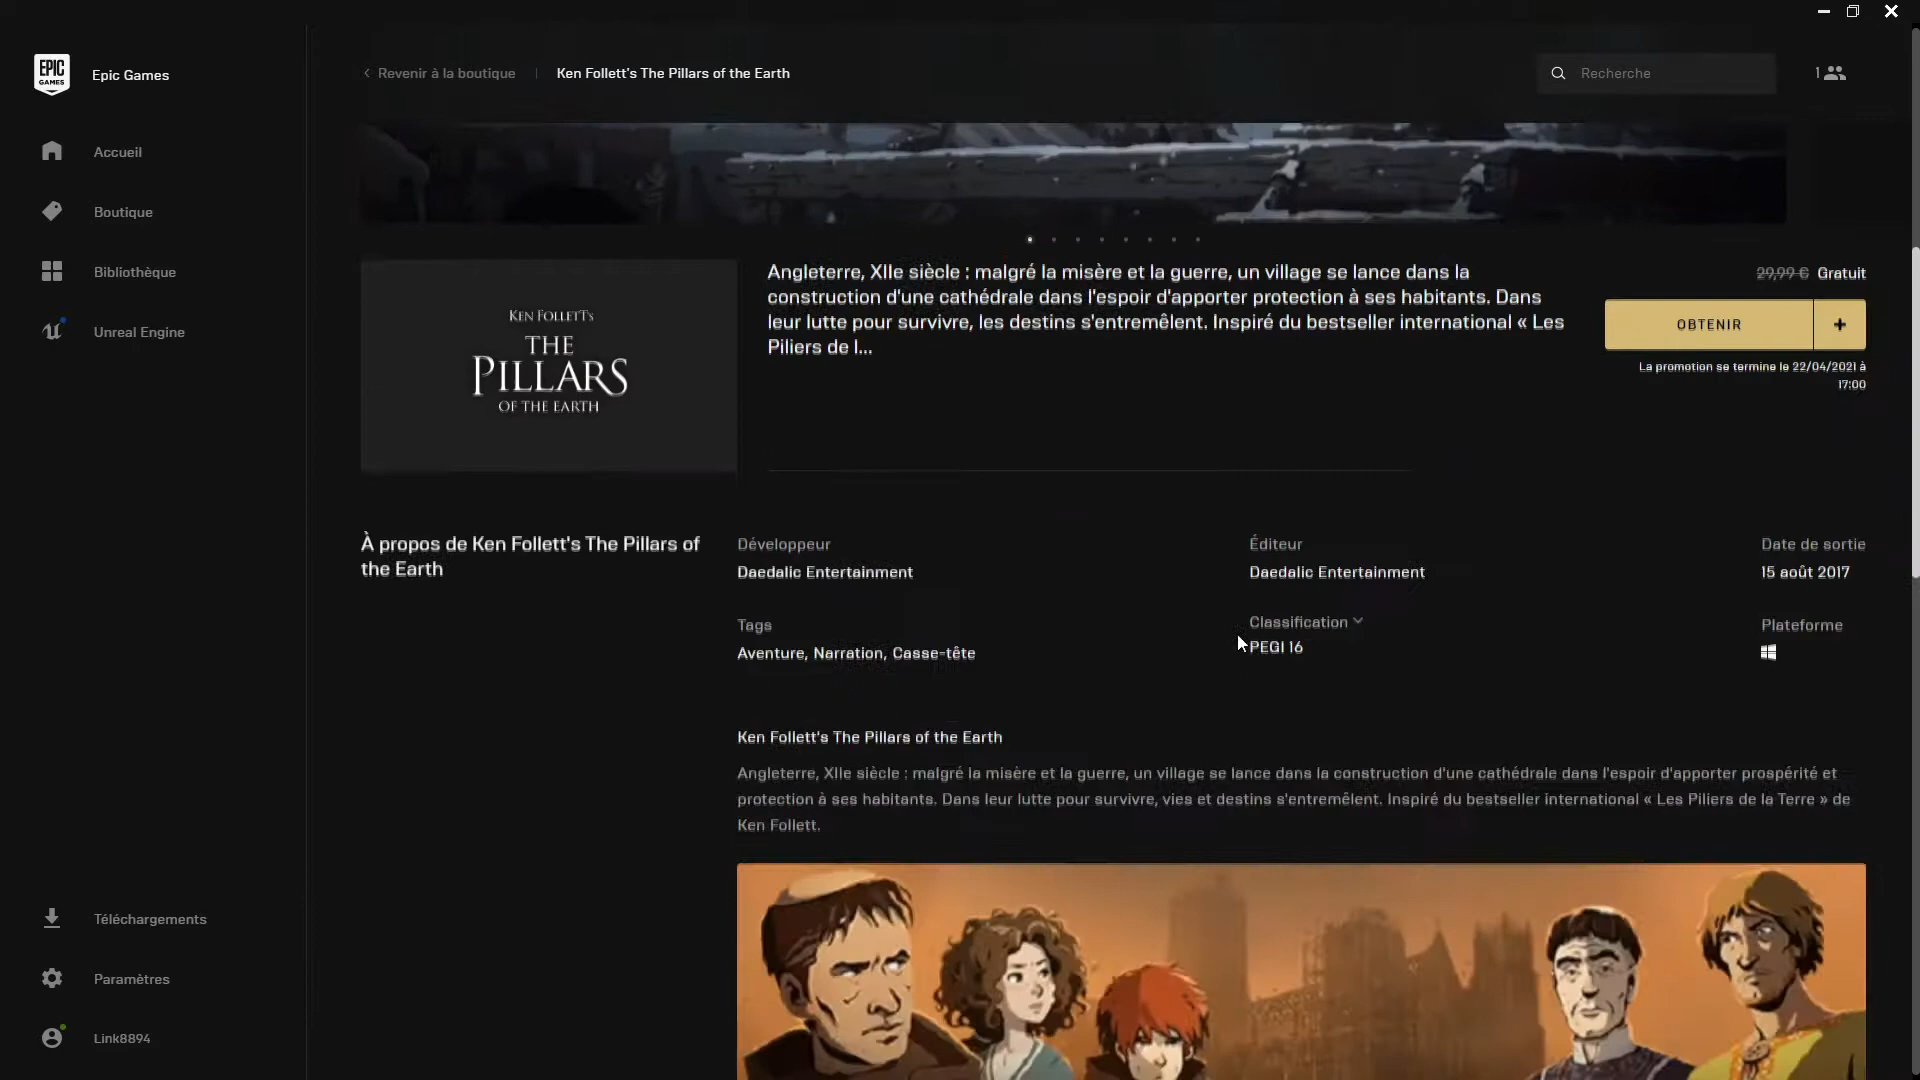 EPIC
GAMES
Epic Games
Revenir à la boutique
Ken Follett's The Pillars of the Earth
Recherche
1
Accueil
Boutique
Bibliothèque
Unreal Engine
Téléchargements
Paramètres
Link8894
KEN FOLLETT's
THE
PILLARS
OF THE EARTH
Angleterre, XIIe siècle : malgré la misère et la guerre, un village se lance dans la
construction d'une cathédrale dans l'espoir d'apporter protection à ses habitants. Dans
leur lutte pour survivre, les destins s'entremêlent. Inspiré du bestseller international « Les
Piliers de l...
29,99 € Gratuit
OBTENIR
+
La promotion se termine le 22/04/2021 à
17:00
À propos de Ken Follett's The Pillars of
the Earth
Développeur
Daedalic Entertainment
Éditeur
Daedalic Entertainment
Date de sortie
15 août 2017
Tags
Aventure, Narration, Casse-tête
Classification
PEGI 16
Plateforme
Ken Follett's The Pillars of the Earth
Angleterre, XIIe siècle : malgré la misère et la guerre, un village se lance dans la construction d'une cathédrale dans l'espoir d'apporter prospérité et
protection à ses habitants. Dans leur lutte pour survivre, vies et destins s'entremêlent. Inspiré du bestseller international « Les Piliers de la Terre » de
Ken Follett.